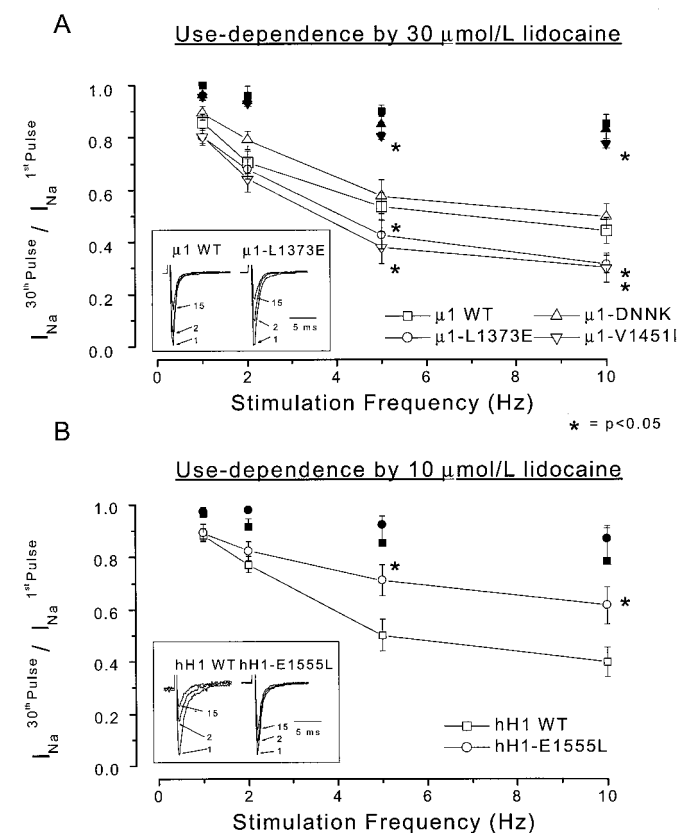 A
Use-dependence by 30 μmol/L lidocaine
I_Na 30th Pulse / I_Na 1st Pulse
1.0
0.8
0.6
0.4
0.2
0.0
*
*
*
*
*
*
μ1 WT μ1-L1373E
15
2
1
15
2
1
5 ms
μ1 WT μ1-DNNK
μ1-L1373E μ1-V1451I
0 2 4 6 8 10
Stimulation Frequency (Hz)
* = p<0.05
B
Use-dependence by 10 μmol/L lidocaine
I_Na 30th Pulse / I_Na 1st Pulse
1.0
0.8
0.6
0.4
0.2
0.0
*
*
hH1 WT hH1-E1555L
15
2
1
15
2
1
5 ms
hH1 WT
hH1-E1555L
0 2 4 6 8 10
Stimulation Frequency (Hz)